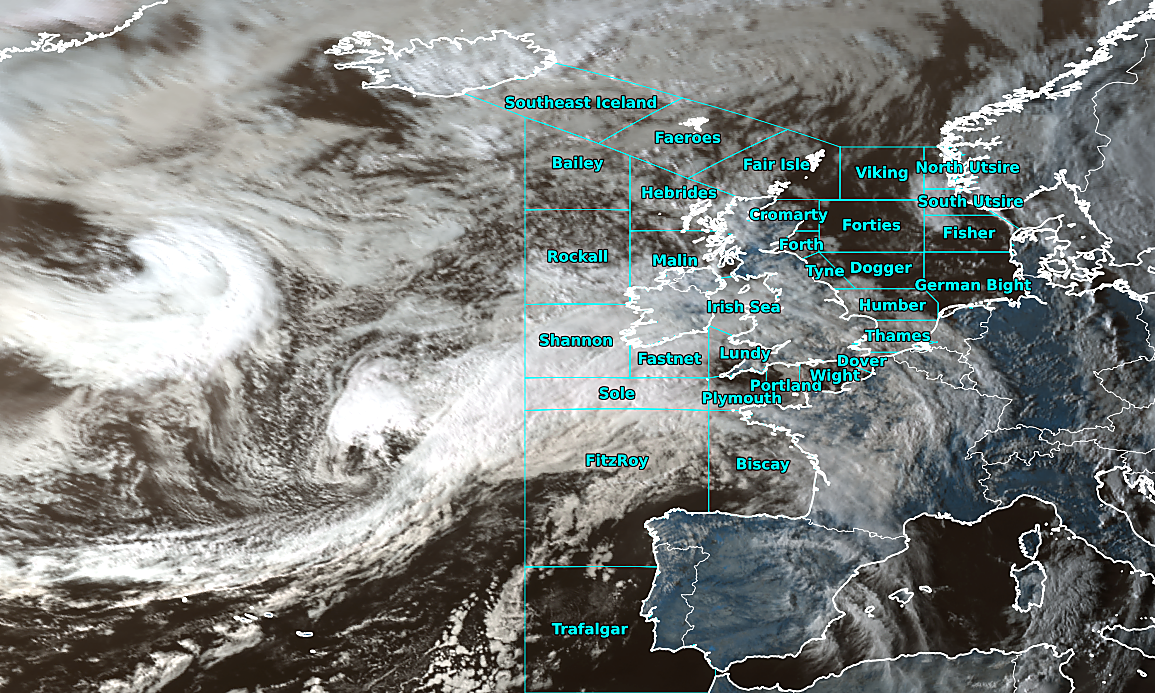 Southeast Iceland
Faeroes
Bailey
Fair Isle
Viking
North Utsire
Hebrides
South Utsire
Cromarty
Forties
Fisher
Forth
Rockall
Malin
Tyne
Dogger
German Bight
Irish Sea
Humber
Shannon
Thames
Fastnet
Lundy
Dover
Wight
Portland
Sole
Plymouth
FitzRoy
Biscay
Trafalgar